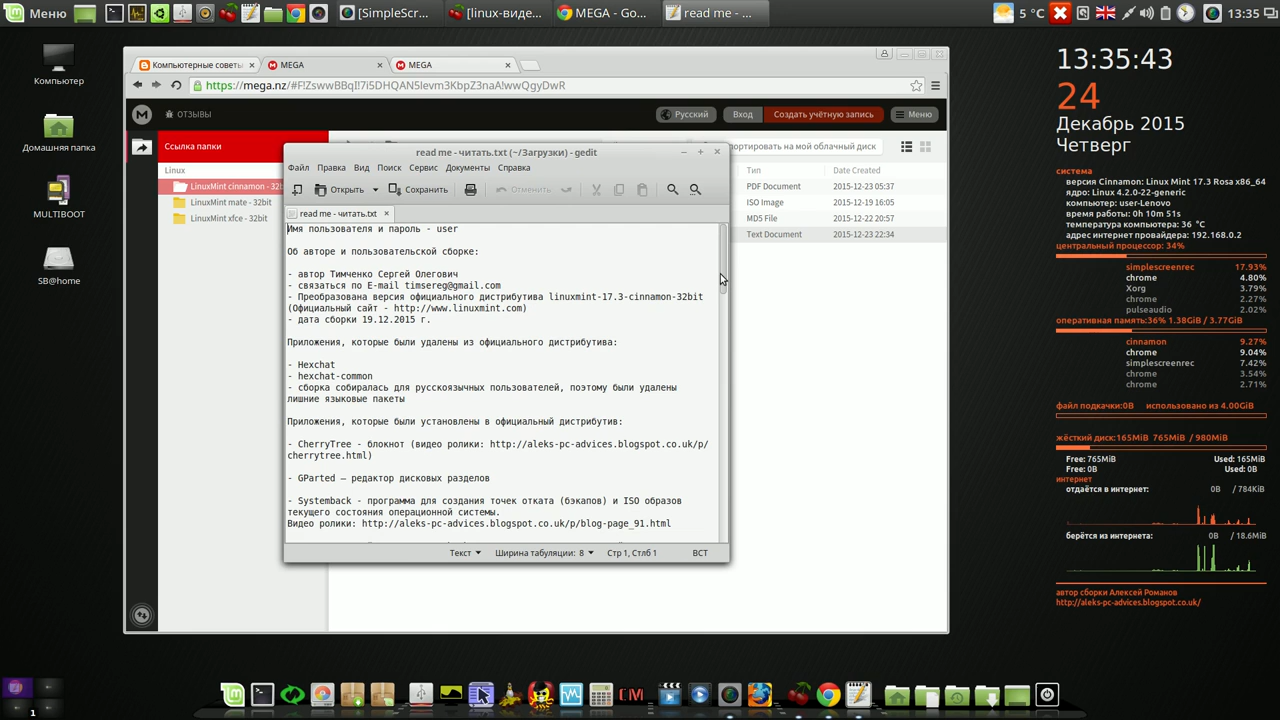 Меню
[SimpleScr...
[linux-виде...
MEGA - Go...
read me - ...
5 °C
13:35
Компьютер
Домашняя папка
MULTIBOOT
SB@home
Компьютерные советы
MEGA
MEGA
https://mega.nz/#F!ZswwBBqI!7i5DHQAN5Ievm3KbpZ3naAlwwQgyDwR
ОТЗЫВЫ
Русский
Вход
Создать учётную запись
Меню
Ссылка папки
портировать на мой облачный диск
Linux
LinuxMint cinnamon - 32b
LinuxMint mate - 32bit
LinuxMint xfce - 32bit
Тип
Date Created
PDF Document
2015-12-23 05:37
ISO Image
2015-12-19 16:05
MD5 File
2015-12-22 20:57
Text Document
2015-12-23 22:34
read me - читать.txt (~/Загрузки) - gedit
Файл Правка Вид Поиск Сервис Документы Справка
Открыть
Сохранить
Отменить
read me - читать.txt
Имя пользователя и пароль - user
Об авторе и пользовательской сборке:
- автор Тимченко Сергей Олегович
- связаться по E-mail timsereg@gmail.com
- Преобразована версия официального дистрибутива linuxmint-17.3-cinnamon-32bit
(Официальный сайт - http://www.linuxmint.com)
- дата сборки 19.12.2015 г.
Приложения, которые были удалены из официального дистрибутива:
- Hexchat
- hexchat-common
- сборка собиралась для русскоязычных пользователей, поэтому были удалены
лишние языковые пакеты
Приложения, которые были установлены в официальный дистрибутив:
- CherryTree - блокнот (видео ролики: http://aleks-pc-advices.blogspot.co.uk/p/
cherrytree.html)
- GParted — редактор дисковых разделов
- Systemback - программа для создания точек отката (бэкапов) и ISO образов
текущего состояния операционной системы.
Видео ролики: http://aleks-pc-advices.blogspot.co.uk/p/blog-page_91.html
Текст
Ширина табуляции: 8
Стр 1, Стлб 1
ВСТ
13:35:43
24
Декабрь 2015
Четверг
система
версия Cinnamon: Linux Mint 17.3 Rosa x86_64
ядро: Linux 4.2.0-22-generic
компьютер: user-Lenovo
время работы: 0h 10m 51s
температура компьютера: 36 °C
адрес интернет провайдера: 192.168.0.2
центральный процессор: 34%
simplescreenrec 17.93%
chrome 4.80%
Xorg 3.79%
chrome 2.27%
pulseaudio 2.02%
оперативная память:36% 1.38GiB / 3.77GiB
cinnamon 9.27%
chrome 9.04%
simplescreenrec 7.42%
chrome 3.54%
chrome 2.71%
файл подкачки:0B использовано из 4.00GiB
жёсткий диск:165MiB 765MiB / 980MiB
Free: 765MiB Used: 165MiB
Free: 0B Used: 0B
интернет
отдаётся в интернет: 0B / 784KiB
берётся из интернета: 0B / 18.6MiB
автор сборки Алексей Романов
http://aleks-pc-advices.blogspot.co.uk/
1